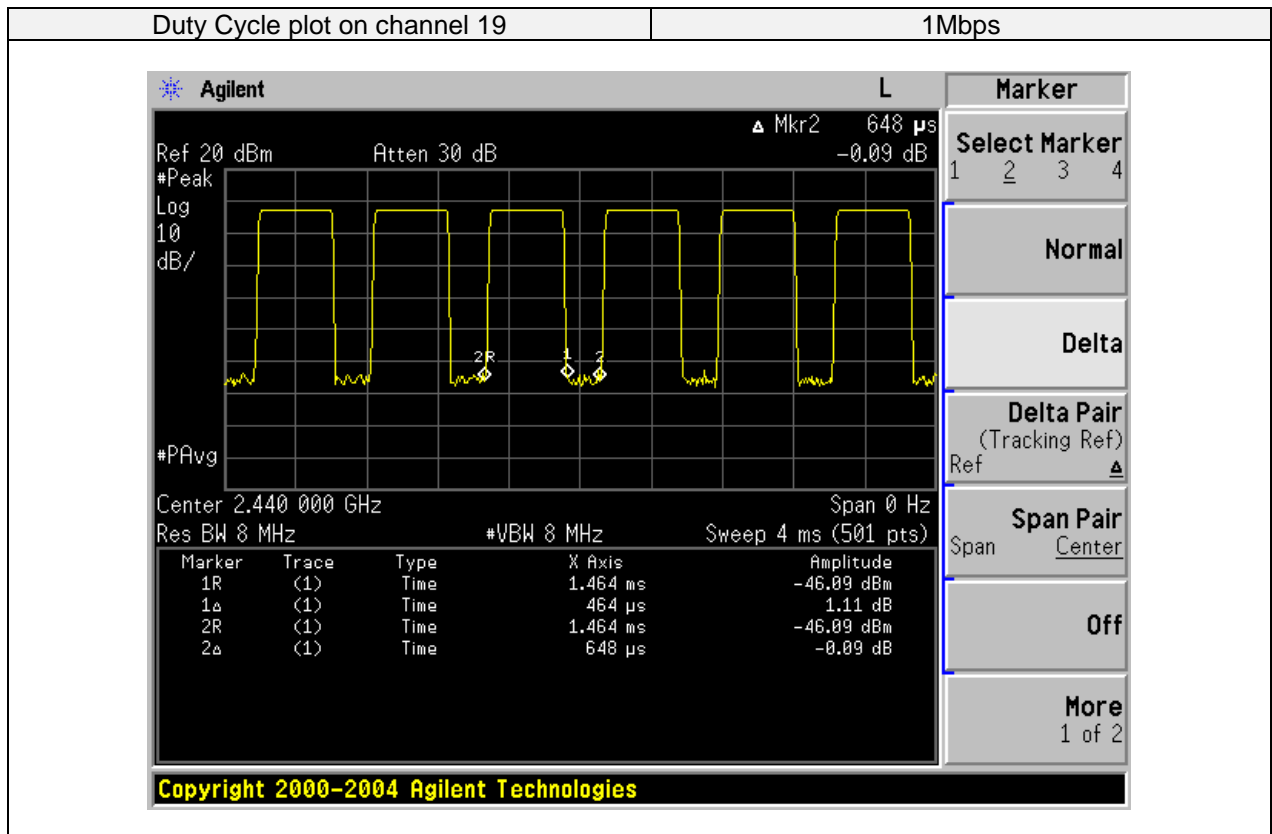 Duty Cycle plot on channel 19 1Mbps
Agilent L Marker
Δ Mkr2 648 µs
Ref 20 dBm Atten 30 dB -0.09 dB
#Peak
Log
10
dB/
2R 1 2
#PAvg
Center 2.440 000 GHz Span 0 Hz
Res BW 8 MHz #VBW 8 MHz Sweep 4 ms (501 pts)
Marker Trace Type X Axis Amplitude
1R (1) Time 1.464 ms -46.09 dBm
1Δ (1) Time 464 µs 1.11 dB
2R (1) Time 1.464 ms -46.09 dBm
2Δ (1) Time 648 µs -0.09 dB
Select Marker
1 2 3 4
Normal
Delta
Delta Pair
(Tracking Ref)
Ref Δ
Span Pair
Span Center
Off
More
1 of 2
Copyright 2000-2004 Agilent Technologies